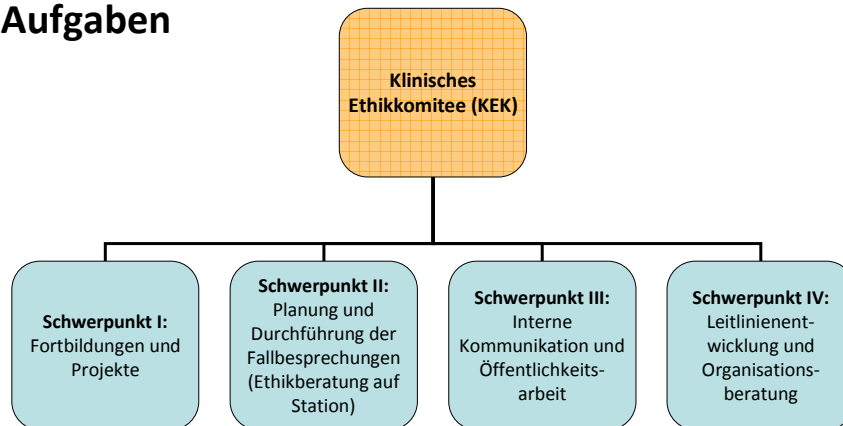 Aufgaben
Klinisches
Ethikkomitee (KEK)
Schwerpunkt I:
Fortbildungen und
Projekte
Schwerpunkt II:
Planung und
Durchführung der
Fallbesprechungen
(Ethikberatung auf
Station)
Schwerpunkt III:
Interne
Kommunikation und
Öffentlichkeits-
arbeit
Schwerpunkt IV:
Leitlinienent-
wicklung und
Organisations-
beratung